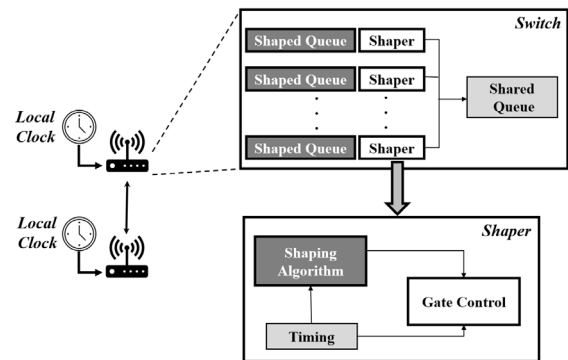 Switch
Shaped Queue
Shaper
Shaped Queue
Shaper
Shaped Queue
Shaper
Shared
Queue
Local
Clock
Local
Clock
Shaper
Shaping
Algorithm
Gate Control
Timing